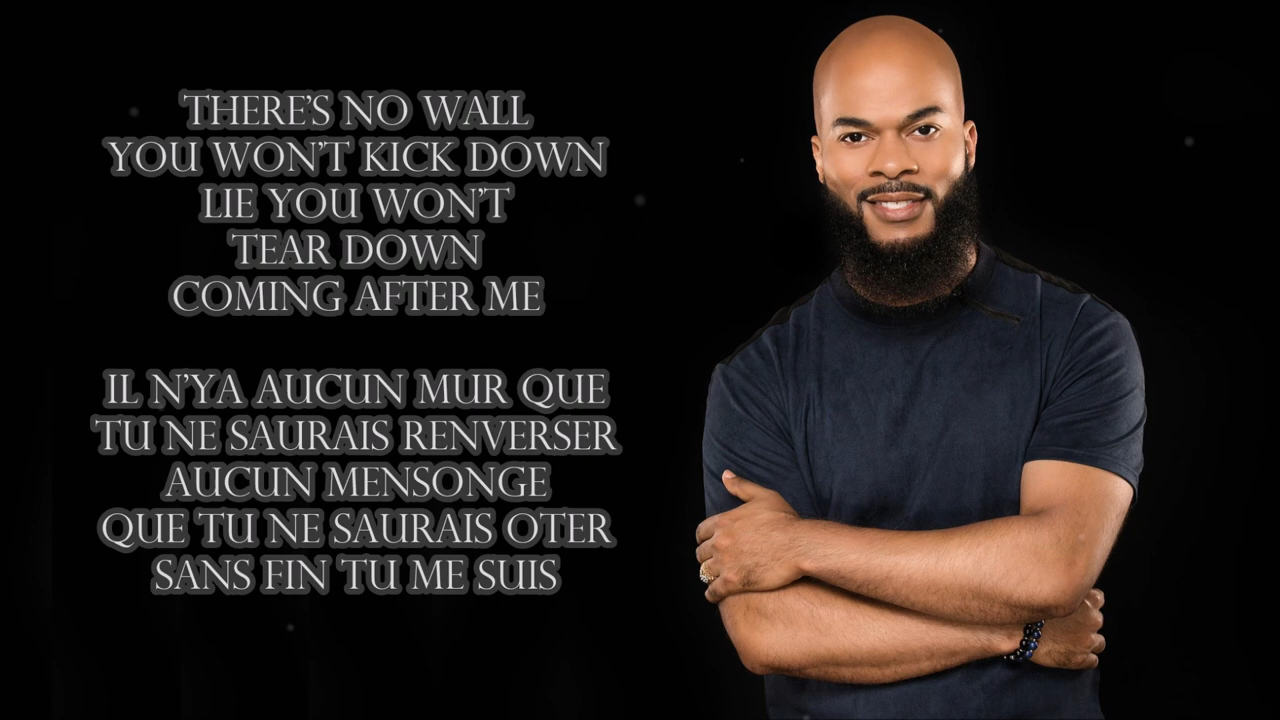 THERE'S NO WALL
YOU WON'T KICK DOWN
LIE YOU WON'T
TEAR DOWN
COMING AFTER ME
IL N'YA AUCUN MUR QUE
TU NE SAURAIS RENVERSER
AUCUN MENSONGE
QUE TU NE SAURAIS OTER
SANS FIN TU ME SUIS